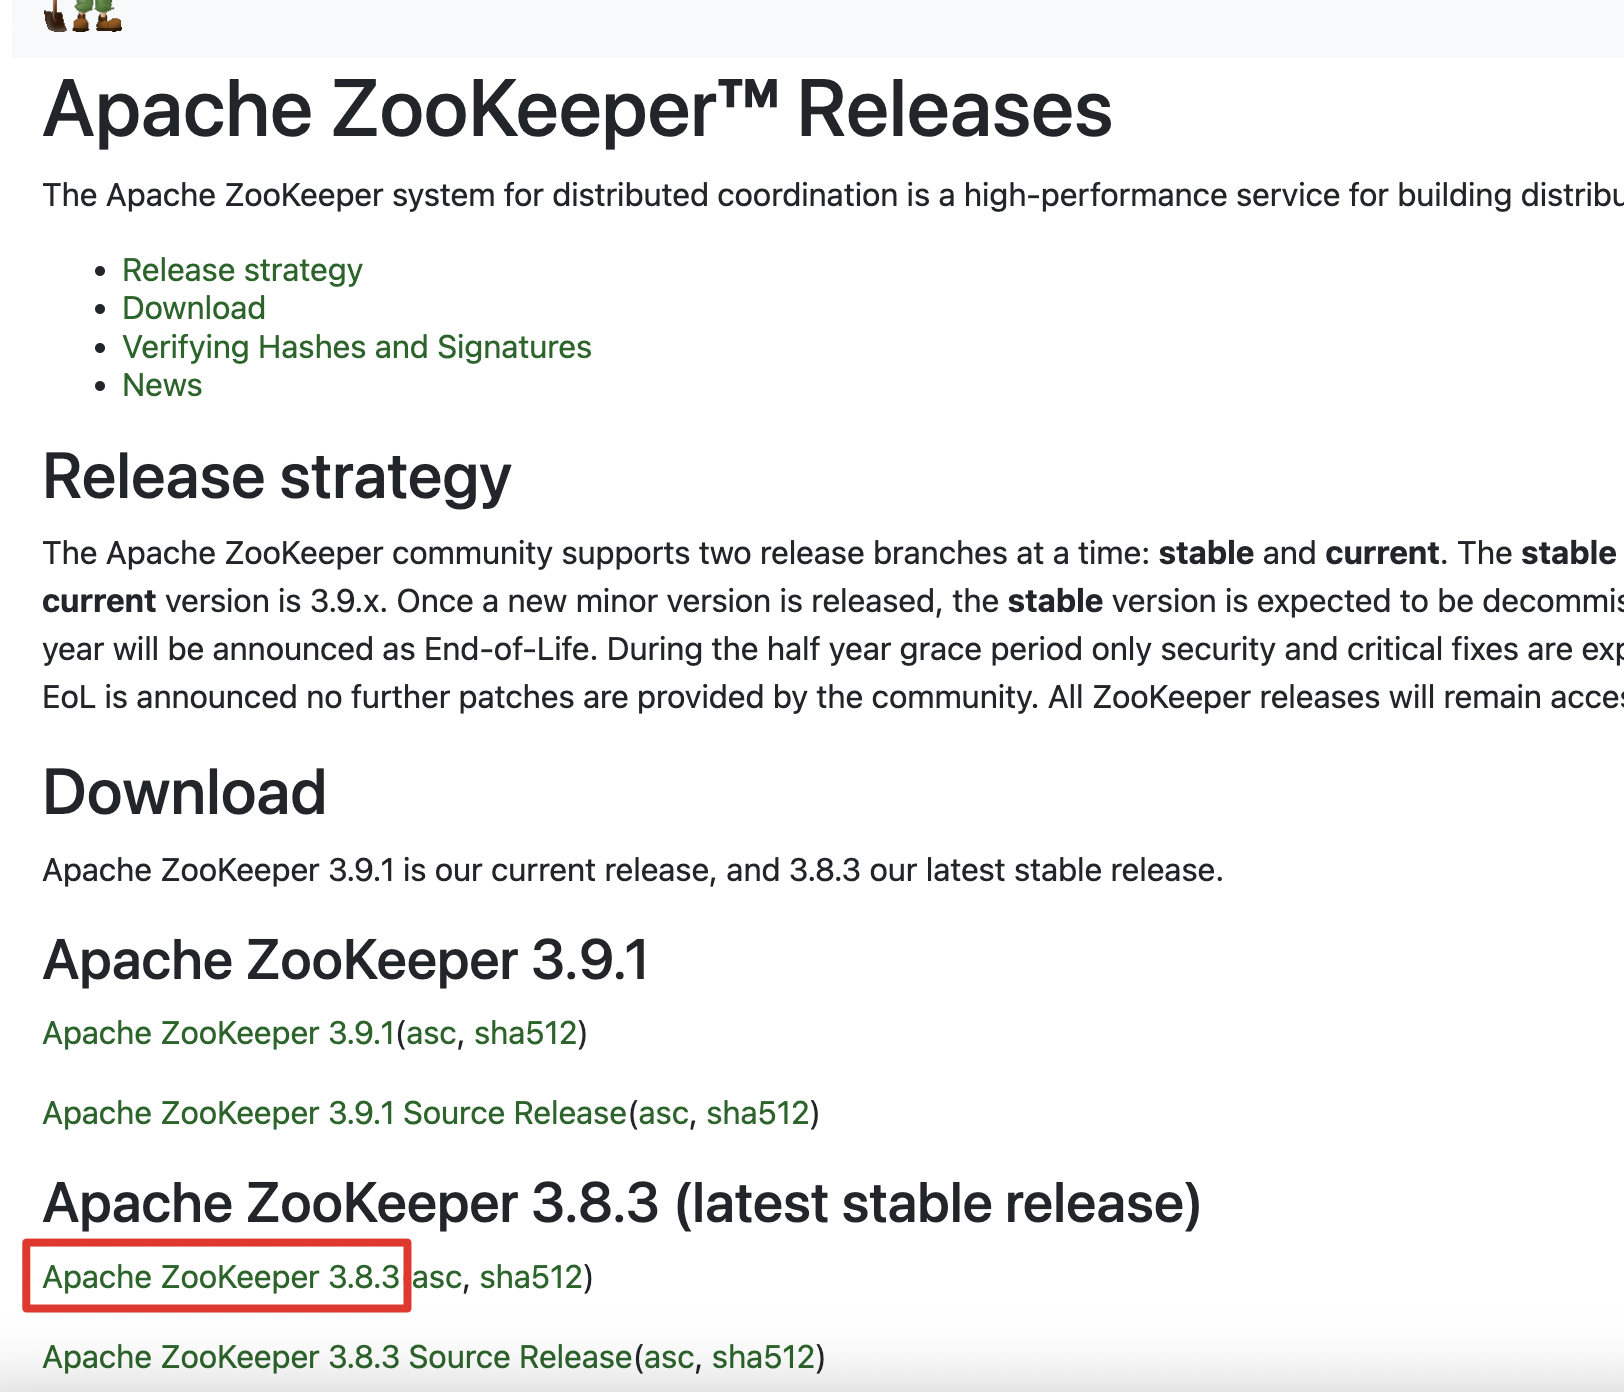 Apache ZooKeeper™ Releases
The Apache ZooKeeper system for distributed coordination is a high-performance service for building
Release strategy
Download
Verifying Hashes and Signatures
News
Release strategy
The Apache ZooKeeper community supports two release branches at a time: stable and current. The stable
current version is 3.9.x. Once a new minor version is released, the stable version is expected to be
year will be announced as End-of-Life. During the half year grace period only security and critical fixes are
EoL is announced no further patches are provided by the community. All ZooKeeper releases will remain
Download
Apache ZooKeeper 3.9.1 is our current release, and 3.8.3 our latest stable release.
Apache ZooKeeper 3.9.1
Apache ZooKeeper 3.9.1(asc, sha512)
Apache ZooKeeper 3.9.1 Source Release(asc, sha512)
Apache ZooKeeper 3.8.3 (latest stable release)
Apache ZooKeeper 3.8.3 asc, sha512)
Apache ZooKeeper 3.8.3 Source Release(asc, sha512)